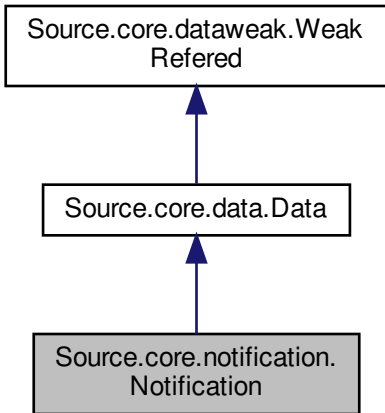 Source.core.dataweak.Weak
Refered
Source.core.data.Data
Source.core.notification.
Notification